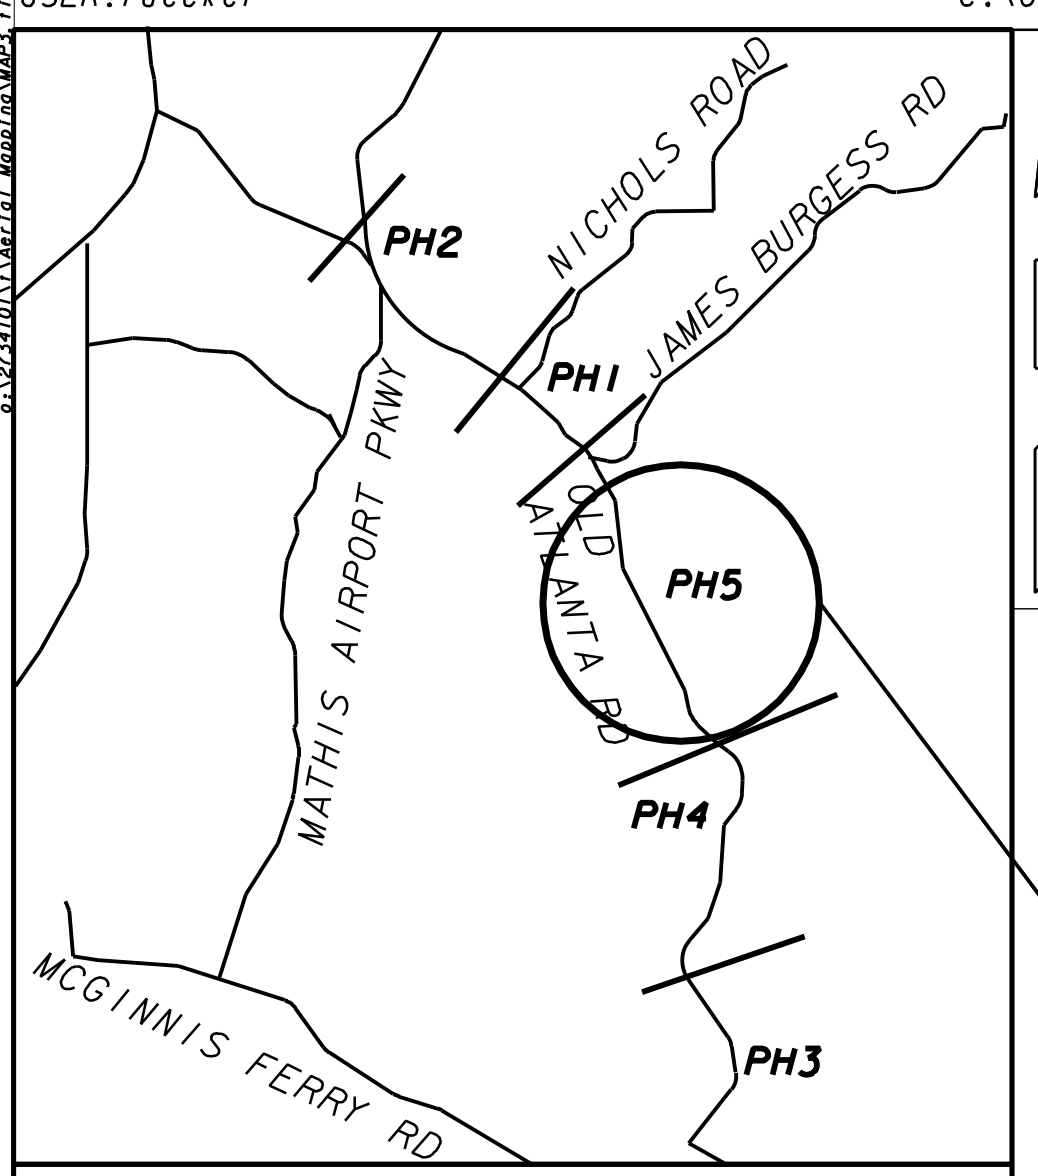 NICHOLS ROAD
JAMES BURGESS RD
PH2
PH1
MATHIS AIRPORT PKWY
OLD
ATLANTA RD
PH5
PH4
PH3
MCGINNIS FERRY RD